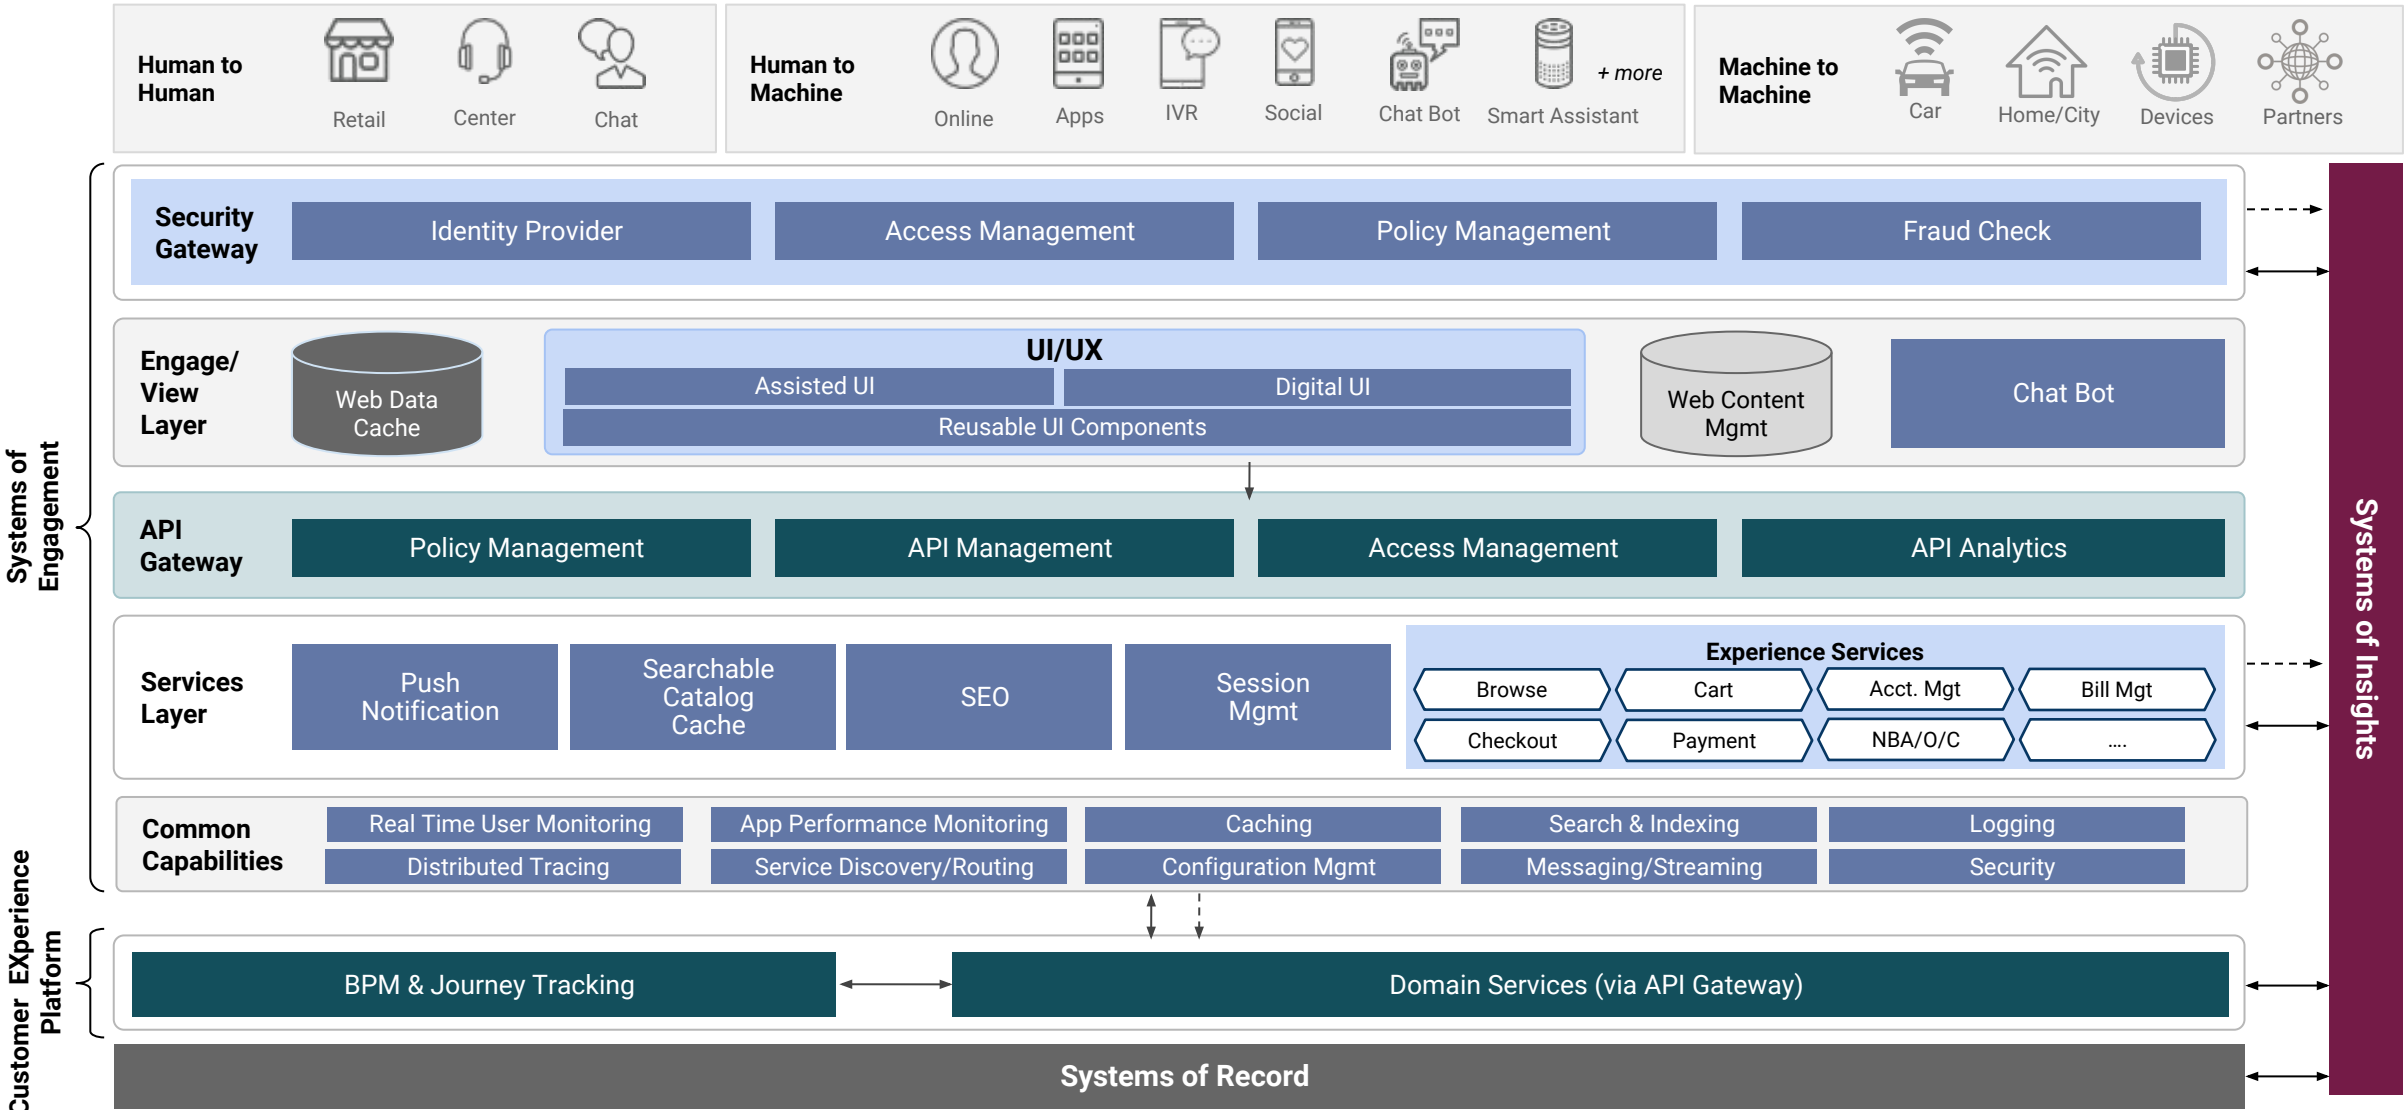 Human to
Human
Retail
Center
Chat
Human to
Machine
Online
Apps
IVR
Social
Chat Bot
Smart Assistant
+ more
Machine to
Machine
Car
Home/City
Devices
Partners
Systems of
Engagement
Security
Gateway
Identity Provider
Access Management
Policy Management
Fraud Check
Engage/
View
Layer
Web Data
Cache
UI/UX
Assisted UI
Digital UI
Reusable UI Components
Web Content
Mgmt
Chat Bot
API
Gateway
Policy Management
API Management
Access Management
API Analytics
Services
Layer
Push
Notification
Searchable
Catalog
Cache
SEO
Session
Mgmt
Experience Services
Browse
Cart
Acct. Mgt
Bill Mgt
Checkout
Payment
NBA/O/C
....
Common
Capabilities
Real Time User Monitoring
App Performance Monitoring
Caching
Search & Indexing
Logging
Distributed Tracing
Service Discovery/Routing
Configuration Mgmt
Messaging/Streaming
Security
Customer EXperience
Platform
BPM & Journey Tracking
Domain Services (via API Gateway)
Systems of Record
Systems of Insights